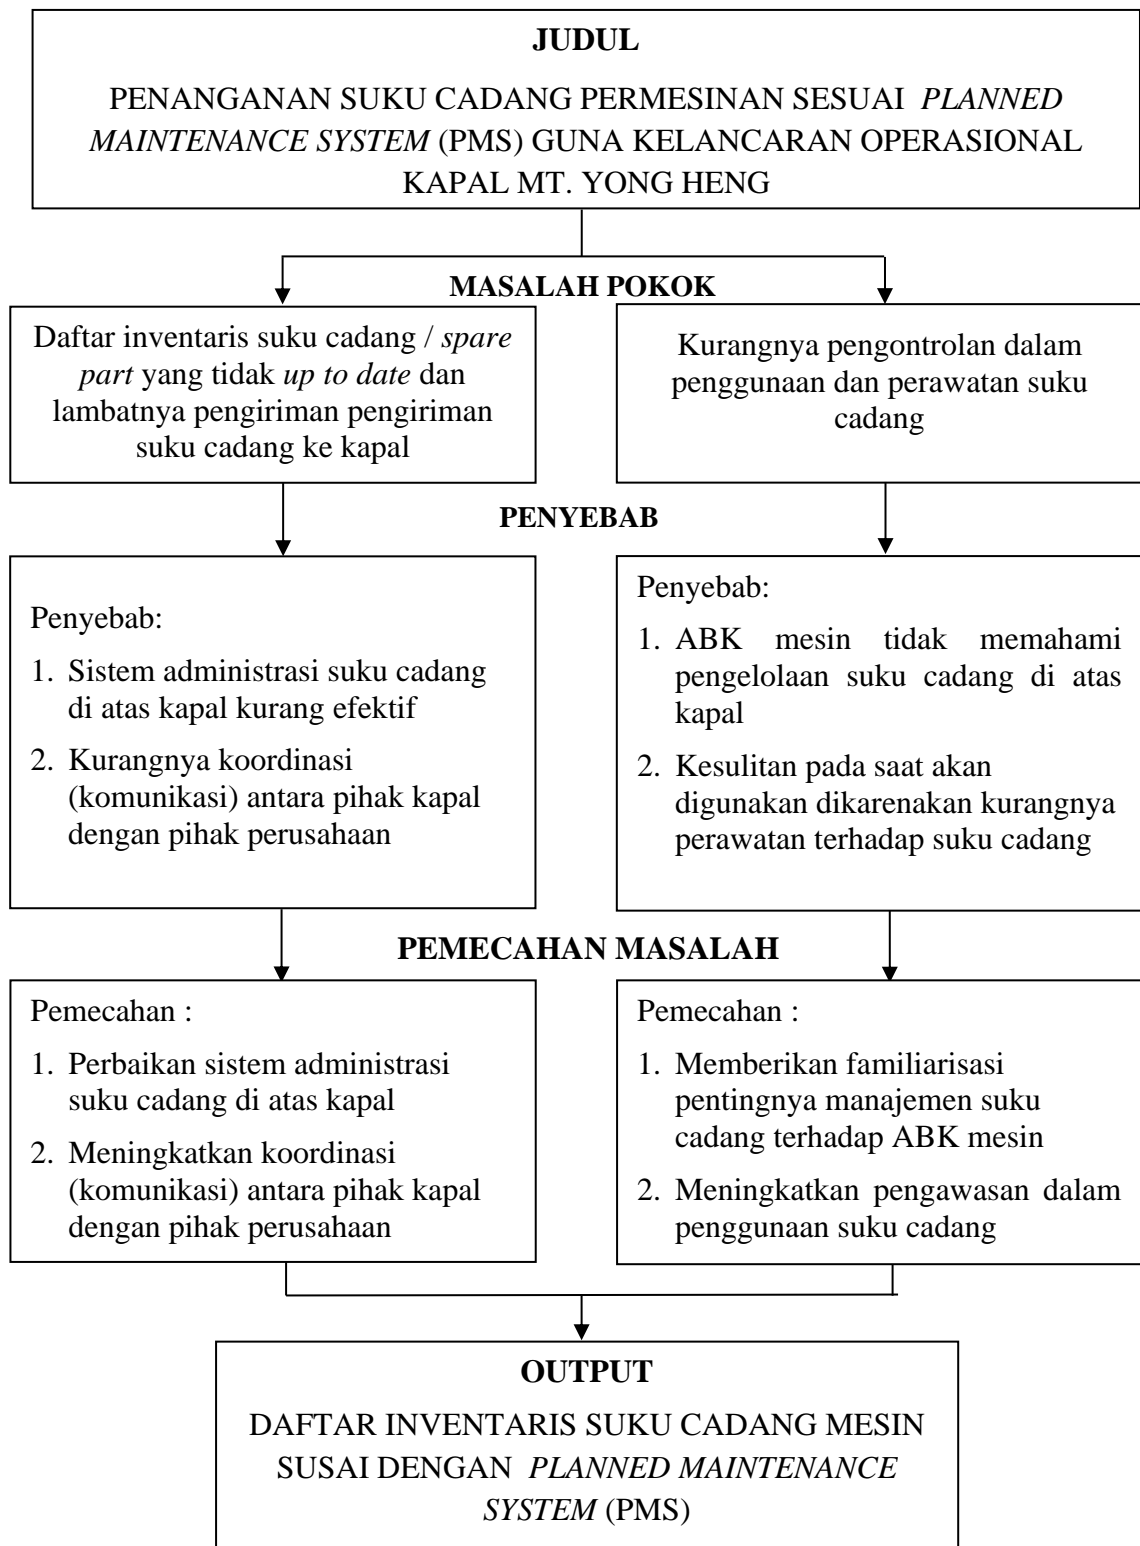 JUDUL
PENANGANAN SUKU CADANG PERMESINAN SESUAI PLANNED
MAINTENANCE SYSTEM (PMS) GUNA KELANCARAN OPERASIONAL
KAPAL MT. YONG HENG
MASALAH POKOK
Daftar inventaris suku cadang / spare
part yang tidak up to date dan
lambatnya pengiriman pengiriman
suku cadang ke kapal
Kurangnya pengontrolan dalam
penggunaan dan perawatan suku
cadang
PENYEBAB
Penyebab:
1. Sistem administrasi suku cadang
di atas kapal kurang efektif
2. Kurangnya koordinasi
(komunikasi) antara pihak kapal
dengan pihak perusahaan
Penyebab:
1. ABK mesin tidak memahami
pengelolaan suku cadang di atas
kapal
2. Kesulitan pada saat akan
digunakan dikarenakan kurangnya
perawatan terhadap suku cadang
PEMECAHAN MASALAH
Pemecahan :
1. Perbaikan sistem administrasi
suku cadang di atas kapal
2. Meningkatkan koordinasi
(komunikasi) antara pihak kapal
dengan pihak perusahaan
Pemecahan :
1. Memberikan familiarisasi
pentingnya manajemen suku
cadang terhadap ABK mesin
2. Meningkatkan pengawasan dalam
penggunaan suku cadang
OUTPUT
DAFTAR INVENTARIS SUKU CADANG MESIN
SUSAI DENGAN PLANNED MAINTENANCE
SYSTEM (PMS)